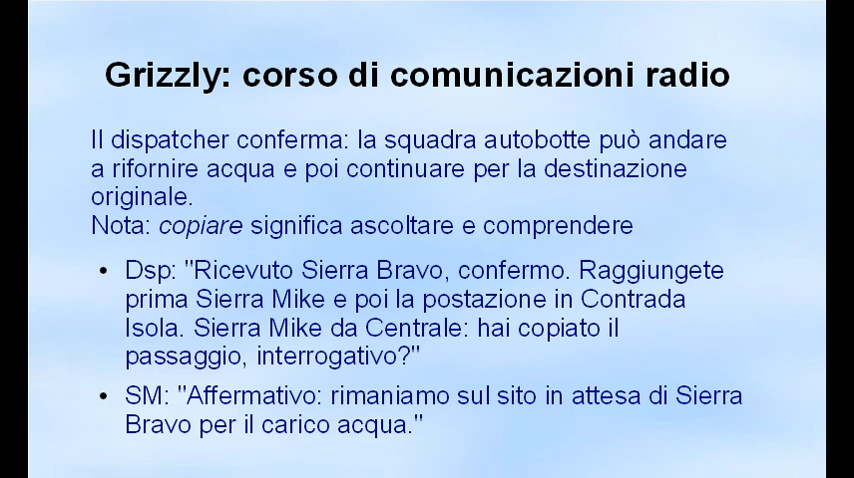 Grizzly: corso di comunicazioni radio
Il dispatcher conferma: la squadra autobotte può andare
a rifornire acqua e poi continuare per la destinazione
originale.
Nota: copiare significa ascoltare e comprendere
• Dsp: "Ricevuto Sierra Bravo, confermo. Raggiungete
prima Sierra Mike e poi la postazione in Contrada
Isola. Sierra Mike da Centrale: hai copiato il
passaggio, interrogativo?"
• SM: "Affermativo: rimaniamo sul sito in attesa di Sierra
Bravo per il carico acqua."